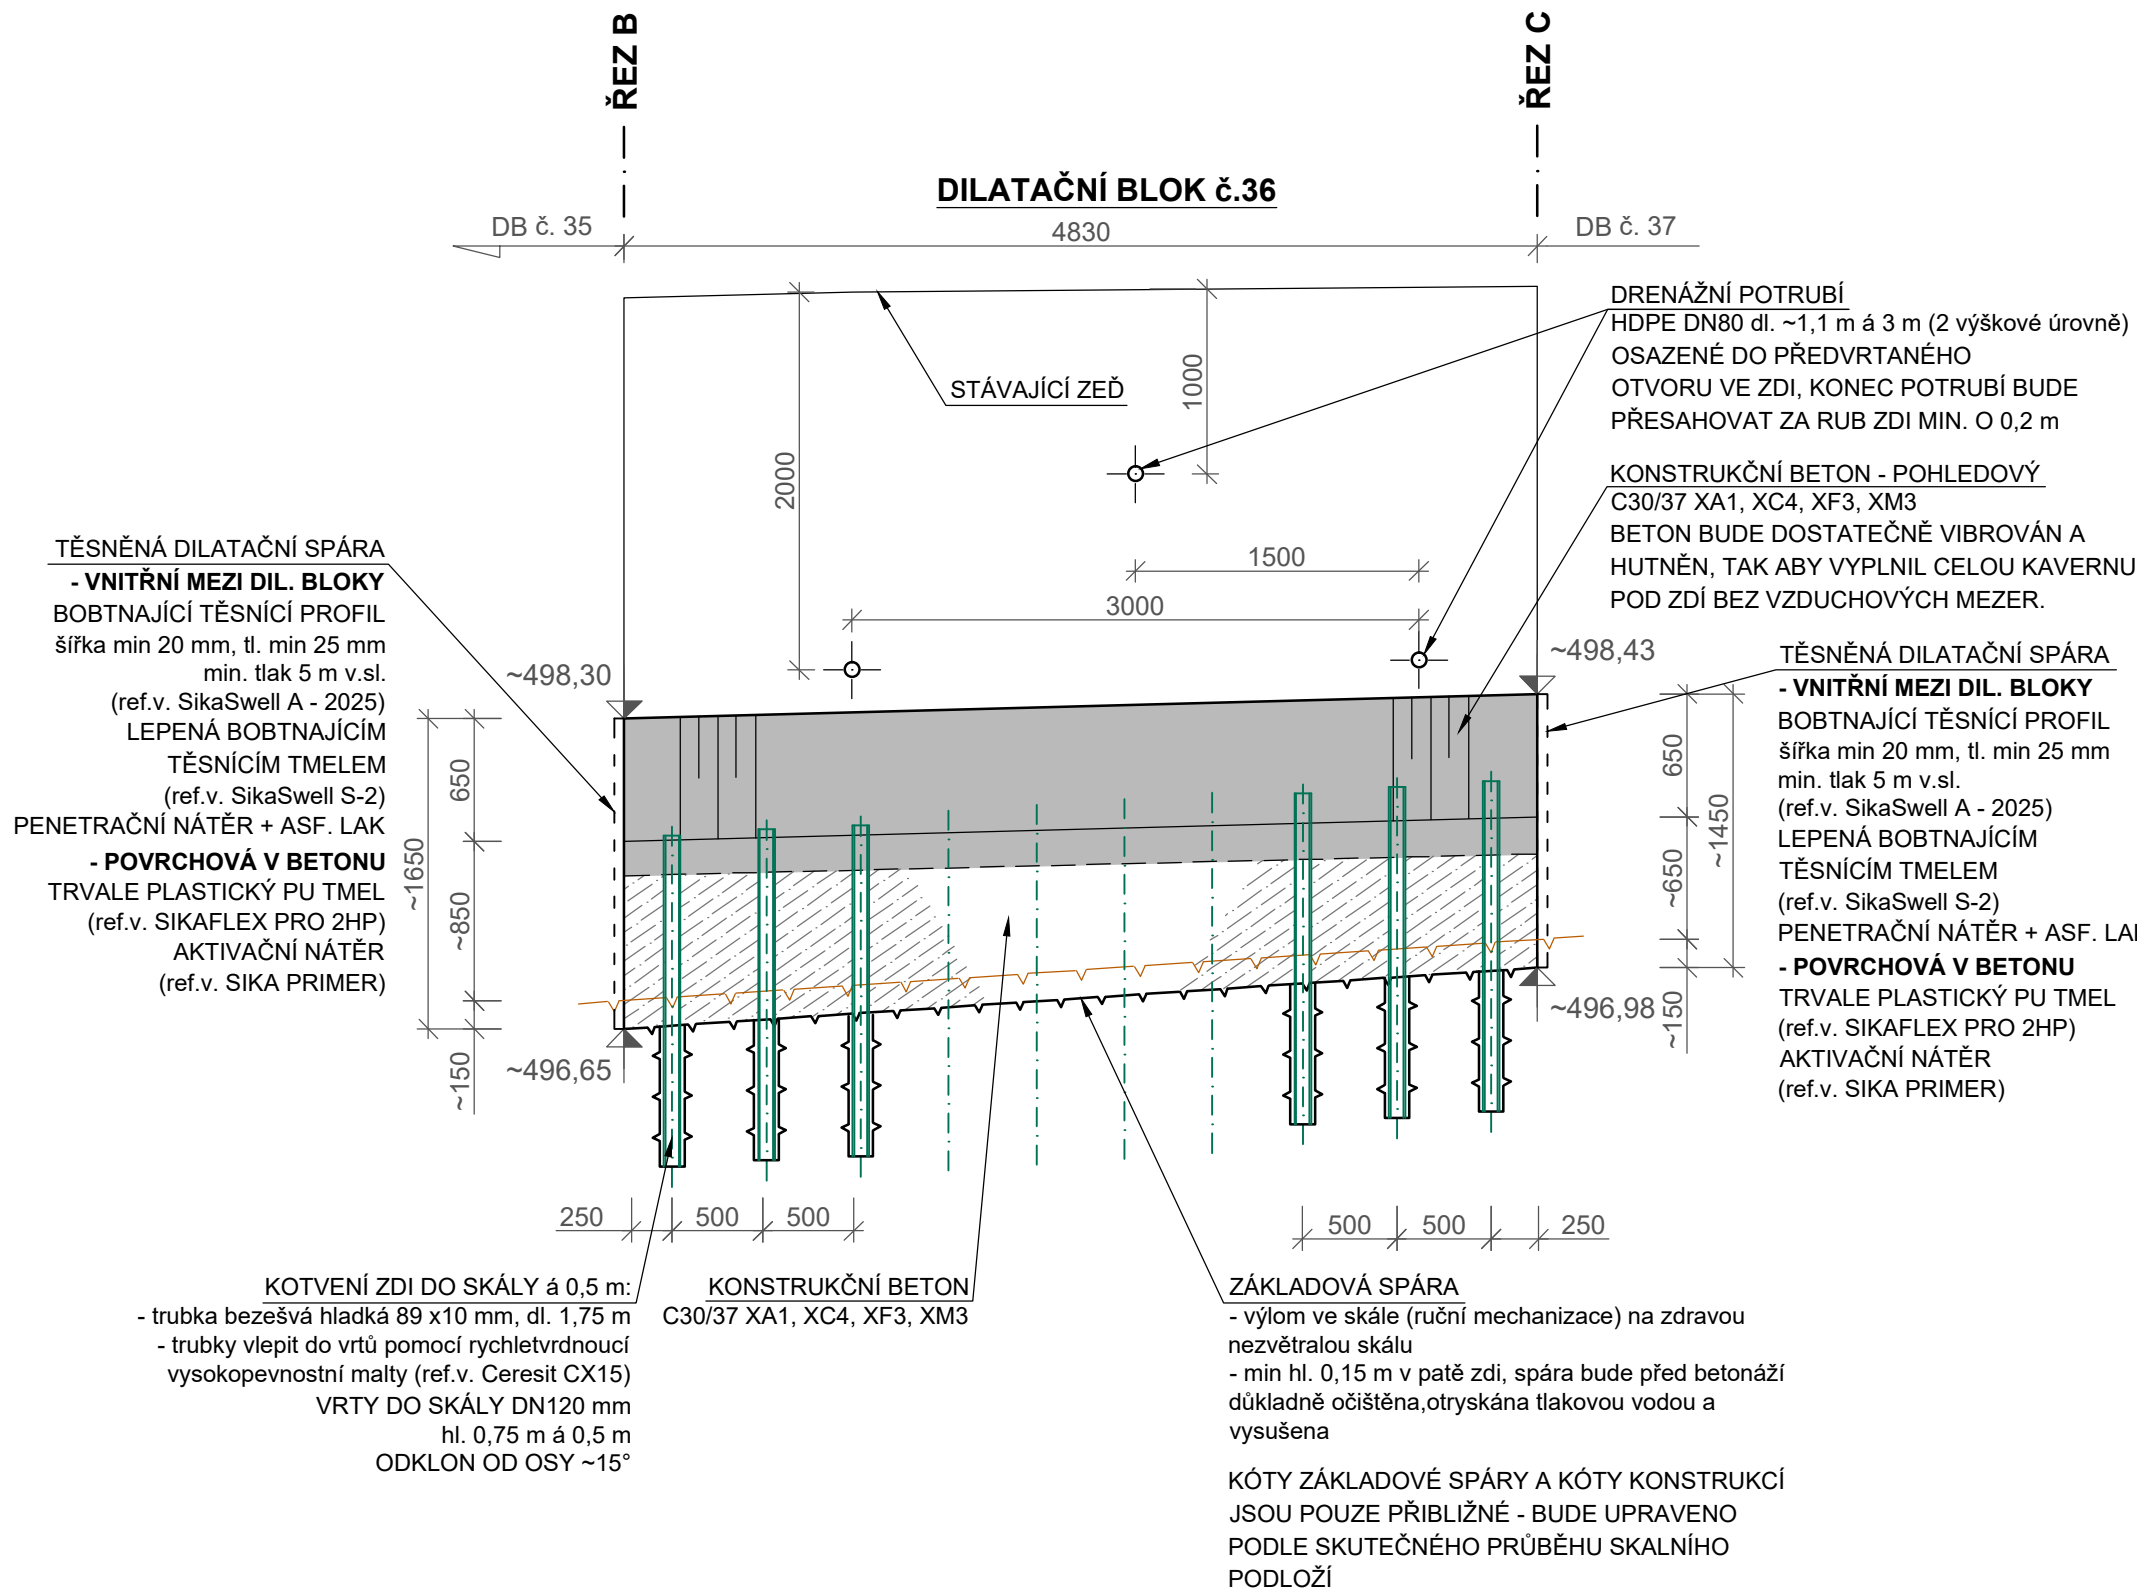 ŘEZ B
ŘEZ C
DILATAČNÍ BLOK č.36
DB č. 35
4830
DB č. 37
DRENÁŽNÍ POTRUBÍ
HDPE DN80 dl. ~1,1 m á 3 m (2 výškové úrovně)
OSAZENÉ DO PŘEDVRTANÉHO
OTVORU VE ZDI, KONEC POTRUBÍ BUDE
PŘESAHOVAT ZA RUB ZDI MIN. O 0,2 m
STÁVAJÍCÍ ZEĎ
1000
2000
1500
3000
KONSTRUKČNÍ BETON - POHLEDOVÝ
C30/37 XA1, XC4, XF3, XM3
BETON BUDE DOSTATEČNĚ VIBROVÁN A
HUTNĚN, TAK ABY VYPLNIL CELOU KAVERNU
POD ZDÍ BEZ VZDUCHOVÝCH MEZER.
TĚSNĚNÁ DILATAČNÍ SPÁRA
- VNITŘNÍ MEZI DIL. BLOKY
BOBTNAJÍCÍ TĚSNÍCÍ PROFIL
šířka min 20 mm, tl. min 25 mm
min. tlak 5 m v.sl.
(ref.v. SikaSwell A - 2025)
LEPENÁ BOBTNAJÍCÍM
TĚSNÍCÍM TMELEM
(ref.v. SikaSwell S-2)
PENETRAČNÍ NÁTĚR + ASF. LAK
- POVRCHOVÁ V BETONU
TRVALE PLASTICKÝ PU TMEL
(ref.v. SIKAFLEX PRO 2HP)
AKTIVAČNÍ NÁTĚR
(ref.v. SIKA PRIMER)
~498,30
~1650
650
~850
~150
~496,65
~498,43
650
~650
~1450
~150
~496,98
TĚSNĚNÁ DILATAČNÍ SPÁRA
- VNITŘNÍ MEZI DIL. BLOKY
BOBTNAJÍCÍ TĚSNÍCÍ PROFIL
šířka min 20 mm, tl. min 25 mm
min. tlak 5 m v.sl.
(ref.v. SikaSwell A - 2025)
LEPENÁ BOBTNAJÍCÍM
TĚSNÍCÍM TMELEM
(ref.v. SikaSwell S-2)
PENETRAČNÍ NÁTĚR + ASF. LAK
- POVRCHOVÁ V BETONU
TRVALE PLASTICKÝ PU TMEL
(ref.v. SIKAFLEX PRO 2HP)
AKTIVAČNÍ NÁTĚR
(ref.v. SIKA PRIMER)
250
500
500
500
500
250
KOTVENÍ ZDI DO SKÁLY á 0,5 m:
- trubka bezešvá hladká 89 x10 mm, dl. 1,75 m
- trubky vlepit do vrtů pomocí rychletvrdnoucí
vysokopevnostní malty (ref.v. Ceresit CX15)
VRTY DO SKÁLY DN120 mm
hl. 0,75 m á 0,5 m
ODKLON OD OSY ~15°
KONSTRUKČNÍ BETON
C30/37 XA1, XC4, XF3, XM3
ZÁKLADOVÁ SPÁRA
- výlom ve skále (ruční mechanizace) na zdravou
nezvětralou skálu
- min hl. 0,15 m v patě zdi, spára bude před betonáží
důkladně očištěna,otryskána tlakovou vodou a
vysušena
KÓTY ZÁKLADOVÉ SPÁRY A KÓTY KONSTRUKCÍ
JSOU POUZE PŘIBLIŽNÉ - BUDE UPRAVENO
PODLE SKUTEČNÉHO PRŮBĚHU SKALNÍHO
PODLOŽÍ